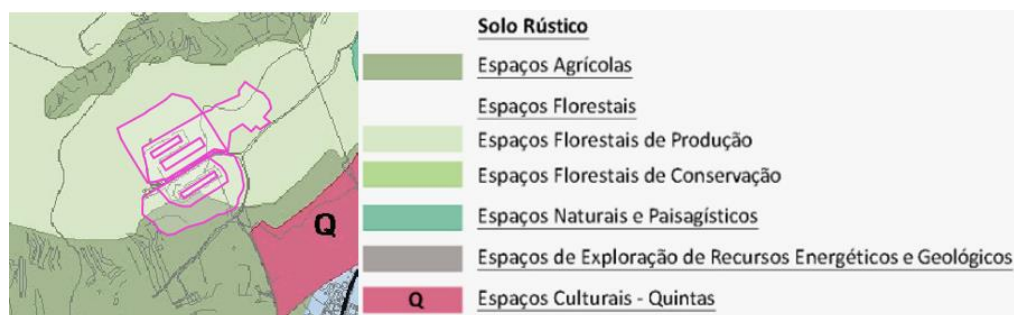 Solo Rústico
Espaços Agrícolas
Espaços Florestais
Espaços Florestais de Produção
Espaços Florestais de Conservação
Espaços Naturais e Paisagísticos
Espaços de Exploração de Recursos Energéticos e Geológicos
Q
Q Espaços Culturais - Quintas